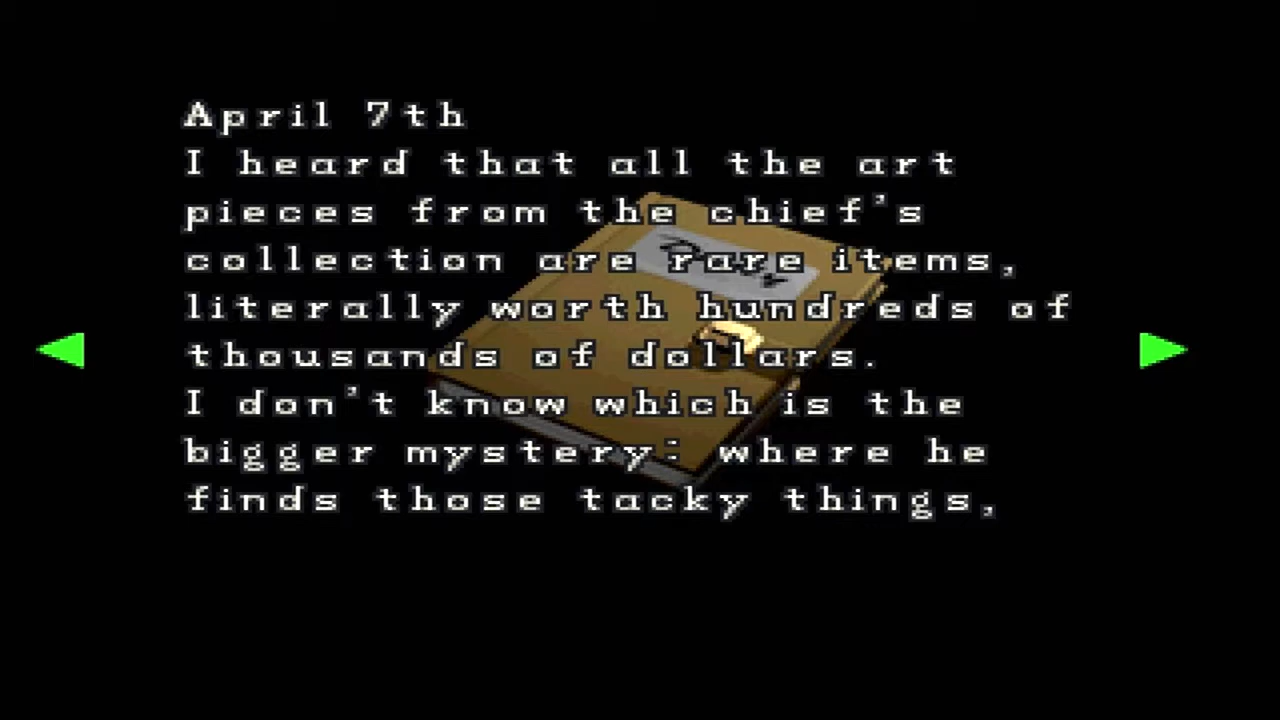 April 7th
I heard that all the art
pieces from the chief's
collection are rare items,
literally worth hundreds of
thousands of dollars.
I don't know which is the
bigger mystery: where he
finds those tacky things,
Diary